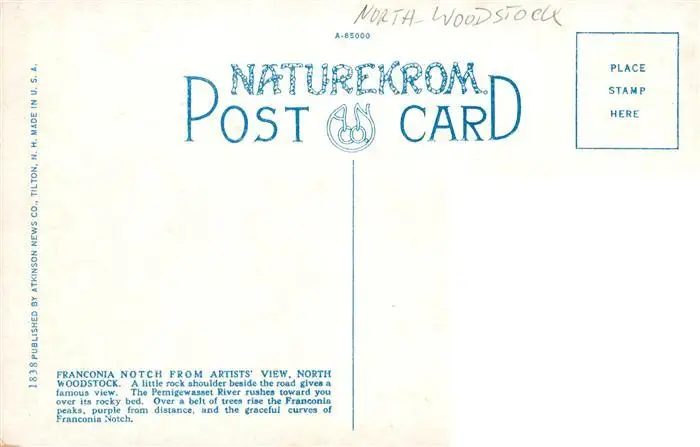 NORTH-WOODSTOCK
A-85000
NATUREKROM
POST CARD
ANCO.
PLACE
STAMP
HERE
1838 PUBLISHED BY ATKINSON NEWS CO., TILTON, N. H. MADE IN U. S. A.
FRANCONIA NOTCH FROM ARTISTS' VIEW, NORTH
WOODSTOCK. A little rock shoulder beside the road gives a
famous view. The Pemigewasset River rushes toward you
over its rocky bed. Over a belt of trees rise the Franconia
peaks, purple from distance, and the graceful curves of
Franconia Notch.